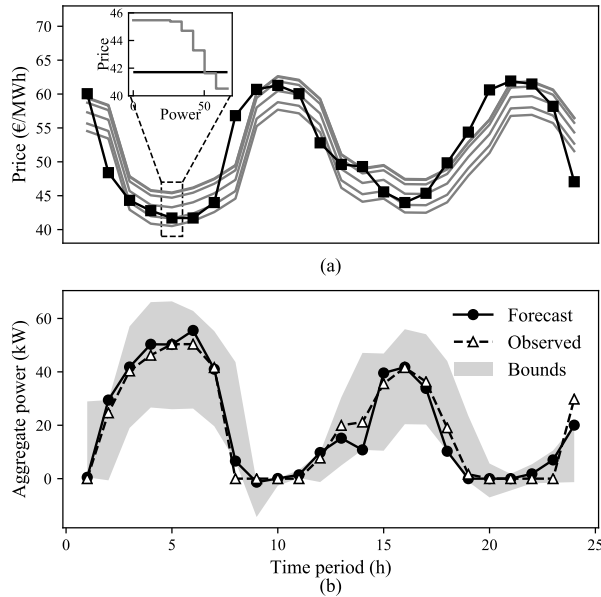 70
65
60
55
50
45
40
Price (€/MWh)
46
44
42
40
Price
0
50
Power
(a)
60
40
20
0
Aggregate power (kW)
Forecast
Observed
Bounds
0
5
10
15
20
25
Time period (h)
(b)